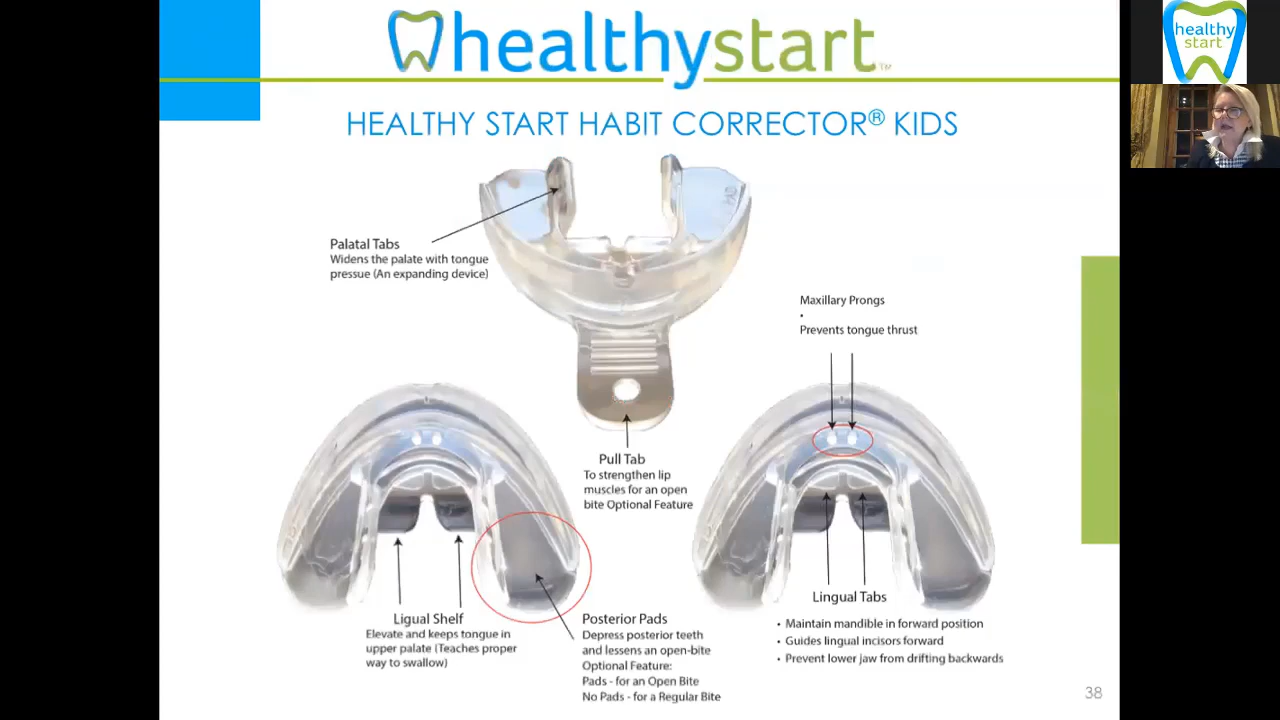 healthystart™
HEALTHY START HABIT CORRECTOR® KIDS
Palatal Tabs
Widens the palate with tongue
pressue (An expanding device)
Maxillary Prongs
•
Prevents tongue thrust
Pull Tab
To strengthen lip
muscles for an open
bite Optional Feature
Ligual Shelf
Elevate and keeps tongue in
upper palate (Teaches proper
way to swallow)
Posterior Pads
Depress posterior teeth
and lessens an open-bite
Optional Feature:
Pads - for an Open Bite
No Pads - for a Regular Bite
Lingual Tabs
• Maintain mandible in forward position
• Guides lingual incisors forward
• Prevent lower jaw from drifting backwards
38
healthy
start